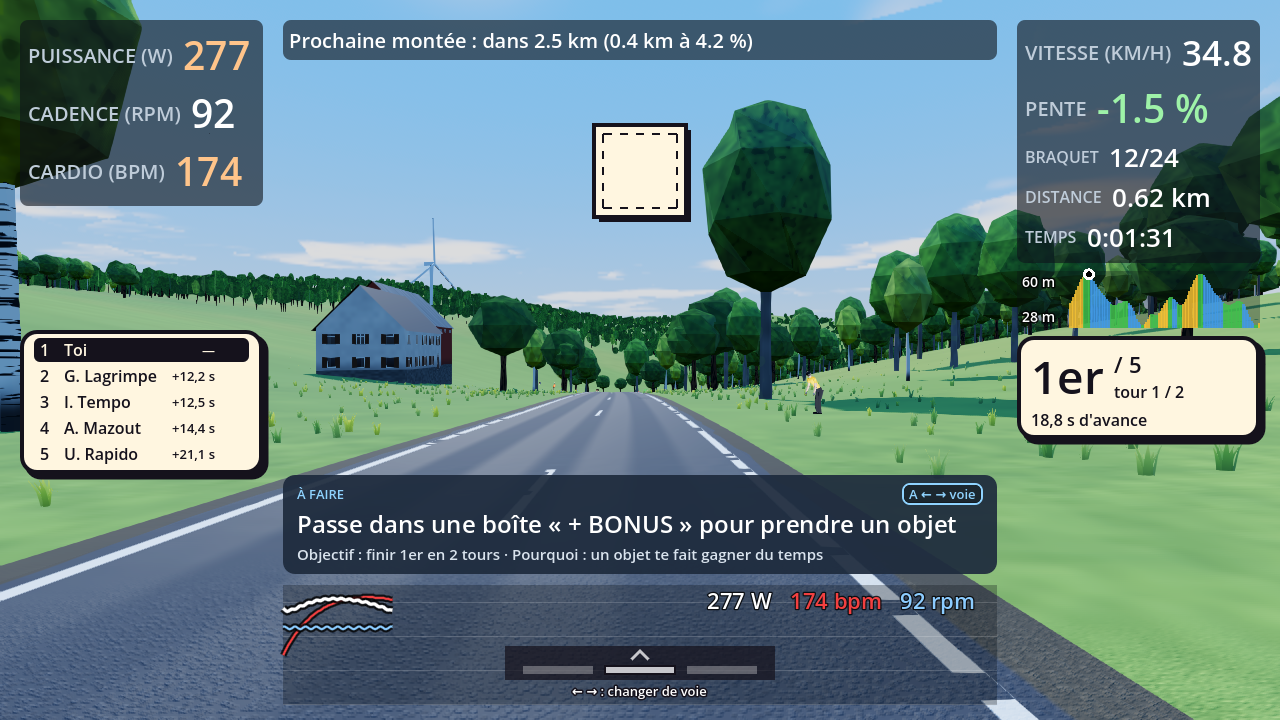 PUISSANCE (W) 277
CADENCE (RPM) 92
CARDIO (BPM) 174
Prochaine montée : dans 2.5 km (0.4 km à 4.2 %)
VITESSE (KM/H) 34.8
PENTE -1.5 %
BRAQUET 12/24
DISTANCE 0.62 km
TEMPS 0:01:31
60 m
28 m
1 Toi —
2 G. Lagrimpe +12,2 s
3 I. Tempo +12,5 s
4 A. Mazout +14,4 s
5 U. Rapido +21,1 s
1er / 5
tour 1 / 2
18,8 s d'avance
À FAIRE
A ← → voie
Passe dans une boîte « + BONUS » pour prendre un objet
Objectif : finir 1er en 2 tours · Pourquoi : un objet te fait gagner du temps
277 W 174 bpm 92 rpm
← → : changer de voie